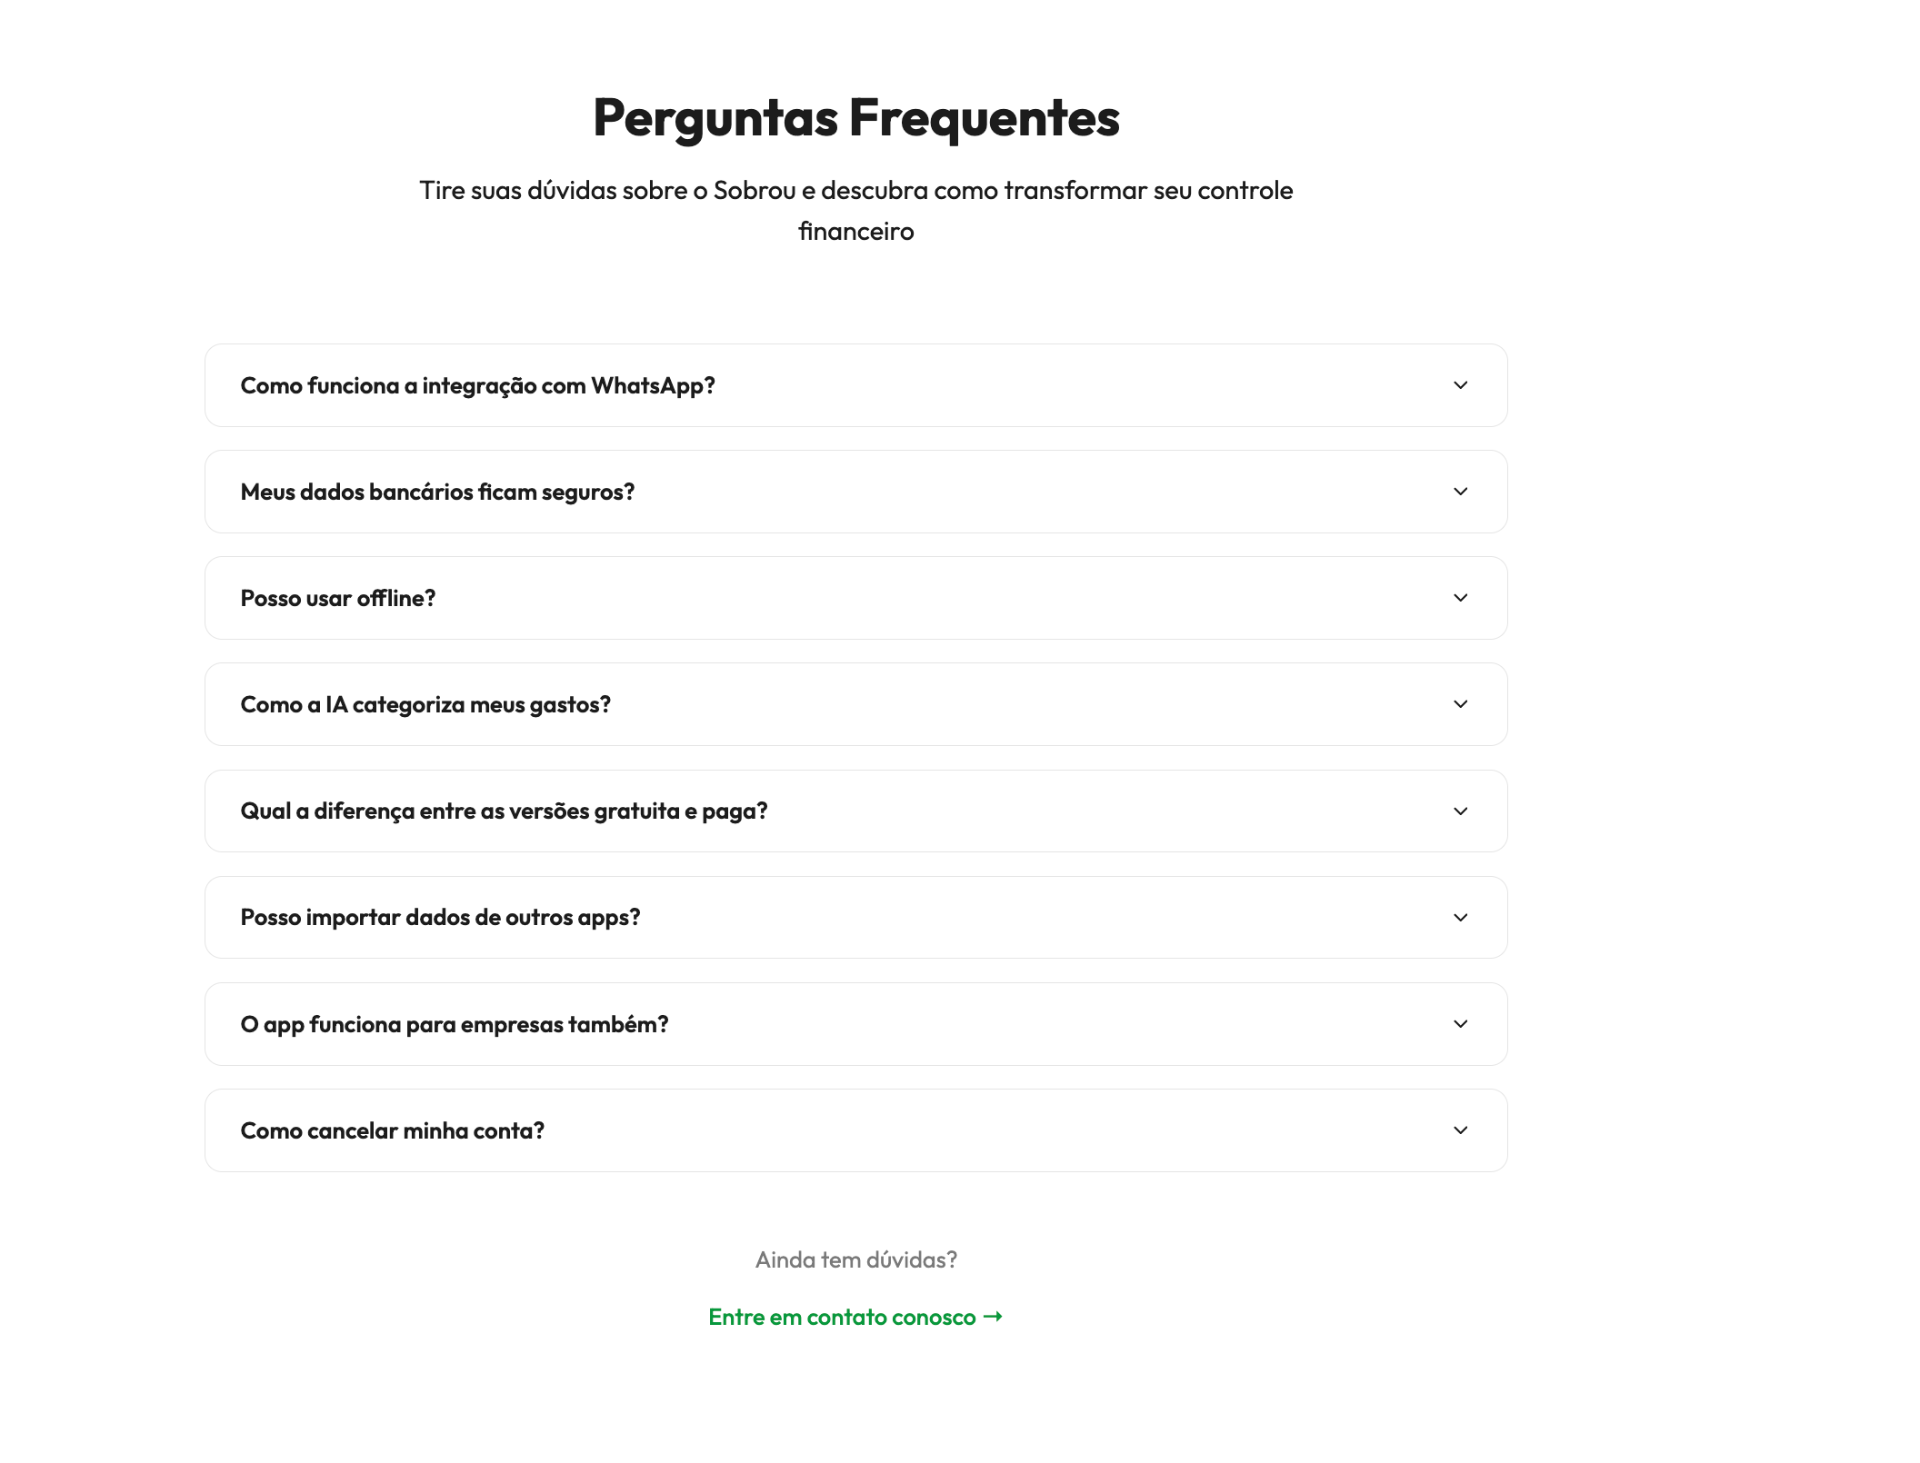 Perguntas Frequentes
Tire suas dúvidas sobre o Sobrou e descubra como transformar seu controle
financeiro
Como funciona a integração com WhatsApp?
Meus dados bancários ficam seguros?
Posso usar offline?
Como a IA categoriza meus gastos?
Qual a diferença entre as versões gratuita e paga?
Posso importar dados de outros apps?
O app funciona para empresas também?
Como cancelar minha conta?
Ainda tem dúvidas?
Entre em contato conosco →